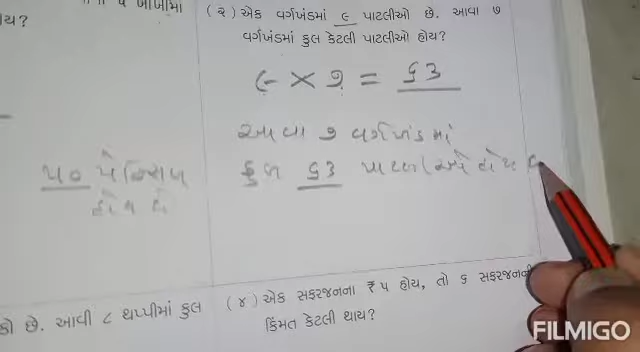 ૫ બાબામાં
ય?
(૨) એક વર્ગખંડમાં ૯ પાટલીઓ છે. આવા ૭
વર્ગખંડમાં કુલ કેટલી પાટલીઓ હોય?
૯ × ૭ = ૬૩
આવા ૭ વર્ગખંડ માં
કુલ ૬૩ પાટલીઓ હોય છે
૫૦ પેન્સિલ
હોય છે
કો છે. આવી ૮ થપ્પીમાં કુલ
(૪) એક સફરજનના ₹ ૫ હોય, તો ૬ સફરજનની
કિંમત કેટલી થાય?
FILMIGO